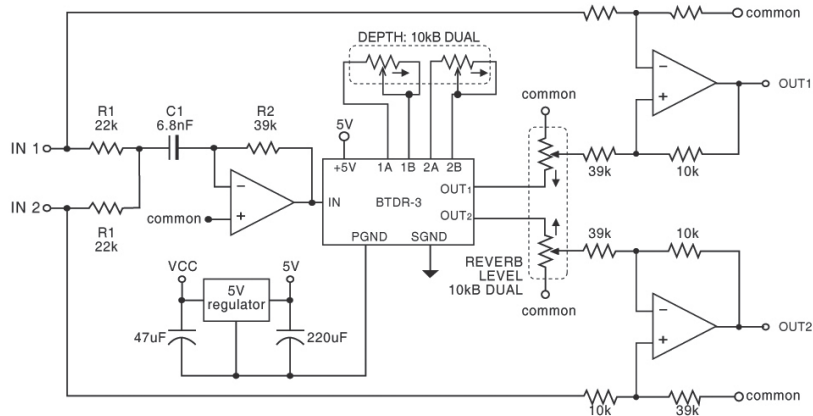 common
DEPTH: 10kB DUAL
OUT1
common
R1
22k
C1
6.8nF
R2
39k
5V
+5V
1A
1B
2A
2B
IN 1
IN 2
39k
10k
OUT1
BTDR-3
IN
OUT2
PGND
SGND
common
R1
22k
39k
10k
REVERB
LEVEL
10kB DUAL
common
VCC
5V
5V
regulator
47uF
220uF
OUT2
common
10k
39k